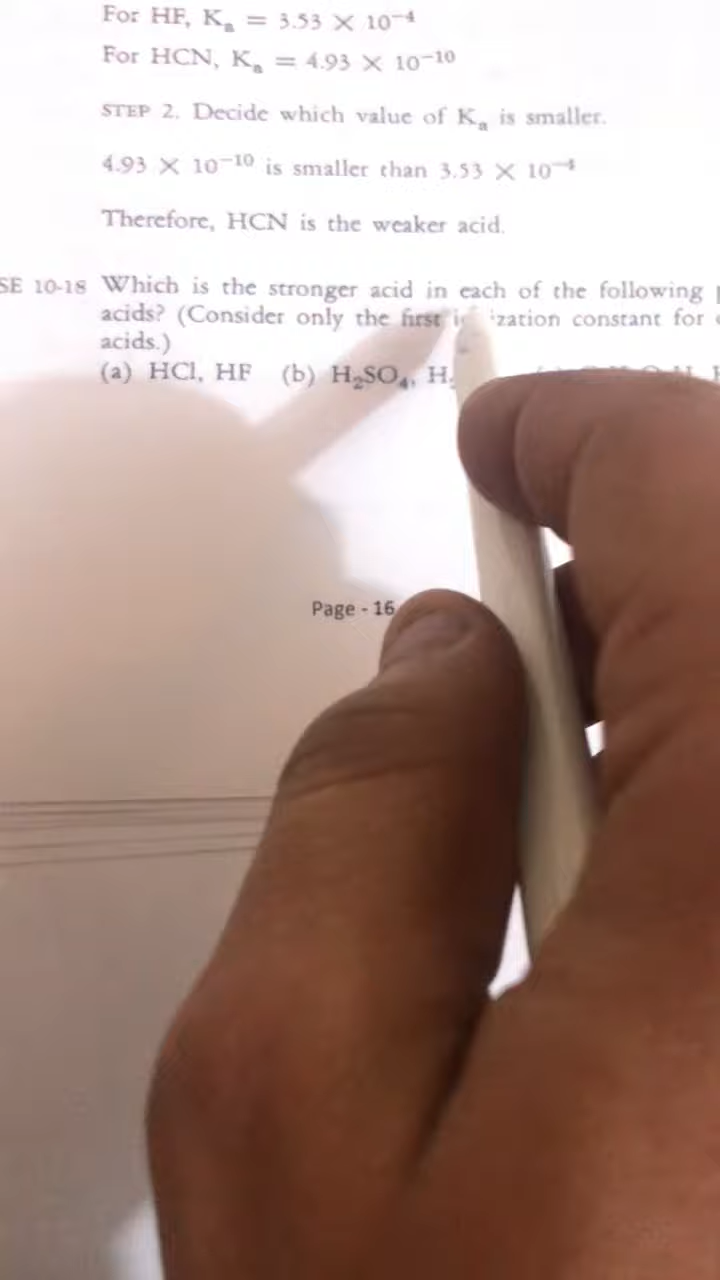 For HF, Kₐ = 3.53 × 10⁻⁴
For HCN, Kₐ = 4.93 × 10⁻¹⁰
STEP 2. Decide which value of Kₐ is smaller.
4.93 × 10⁻¹⁰ is smaller than 3.53 × 10⁻⁴
Therefore, HCN is the weaker acid.
SE 10-18 Which is the stronger acid in each of the following
acids? (Consider only the first constant for
acids.)
(a) HCl, HF (b) H₂SO₄,
Page - 16